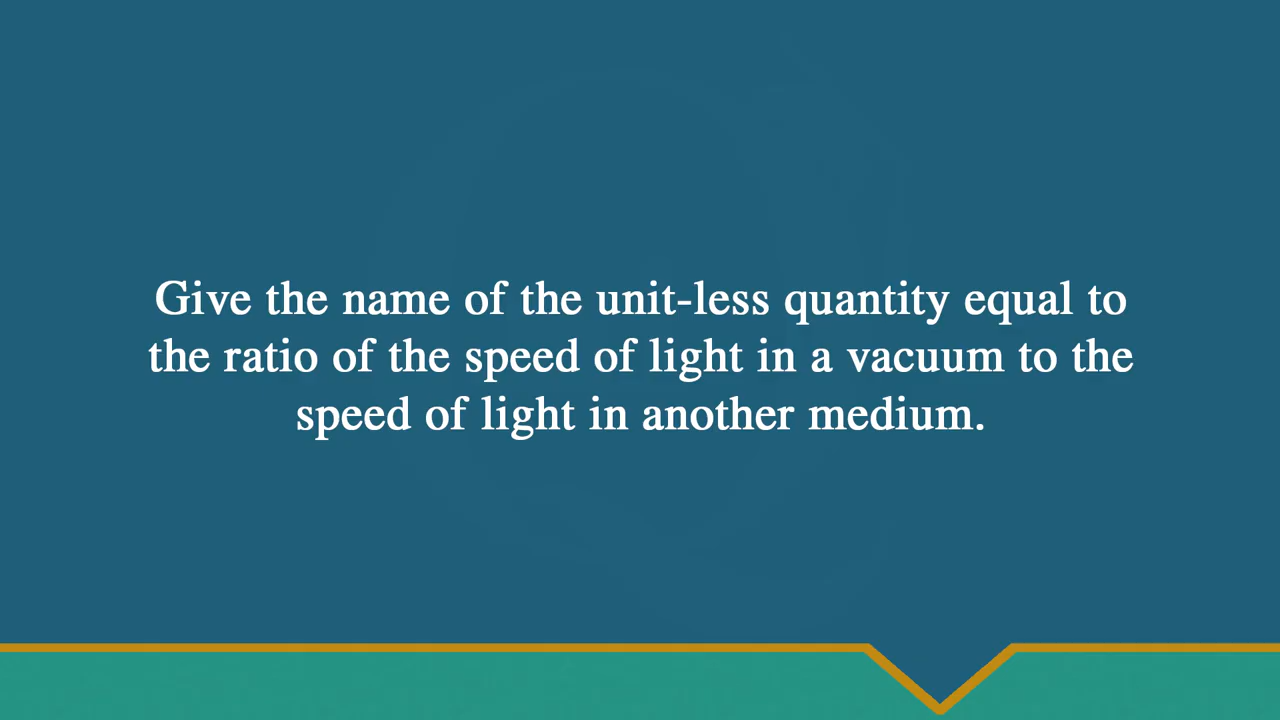 Give the name of the unit-less quantity equal to
the ratio of the speed of light in a vacuum to the
speed of light in another medium.